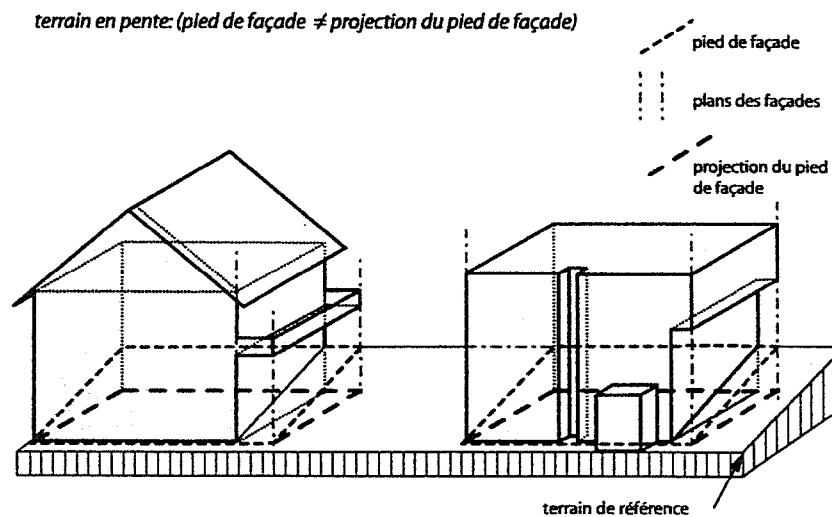 terrain en pente: (pied de façade ≠ projection du pied de façade)
pied de façade
plans des façades
projection du pied
de façade
terrain de référence